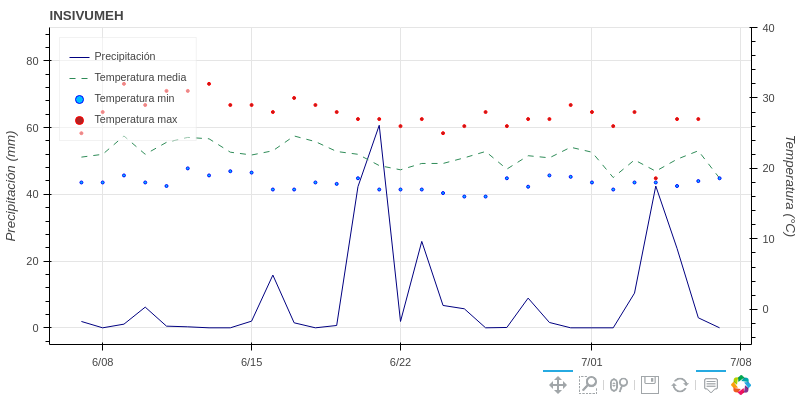 INSIVUMEH
Precipitación
Temperatura media
Temperatura min
Temperatura max
Precipitación (mm)
80
60
40
20
0
40
30
20
10
0
Temperatura (°C)
6/08
6/15
6/22
7/01
7/08